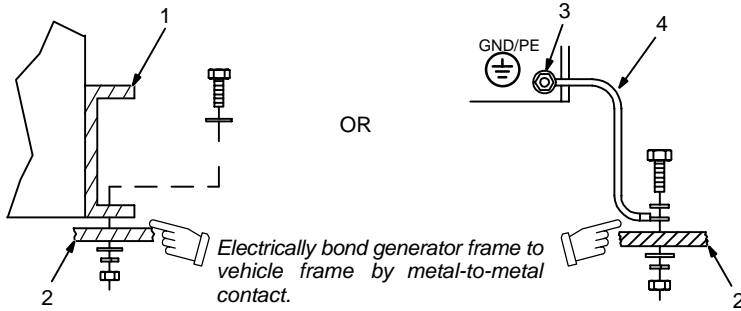 1
3
4
GND/PE
OR
2
Electrically bond generator frame to
vehicle frame by metal-to-metal
contact.
2